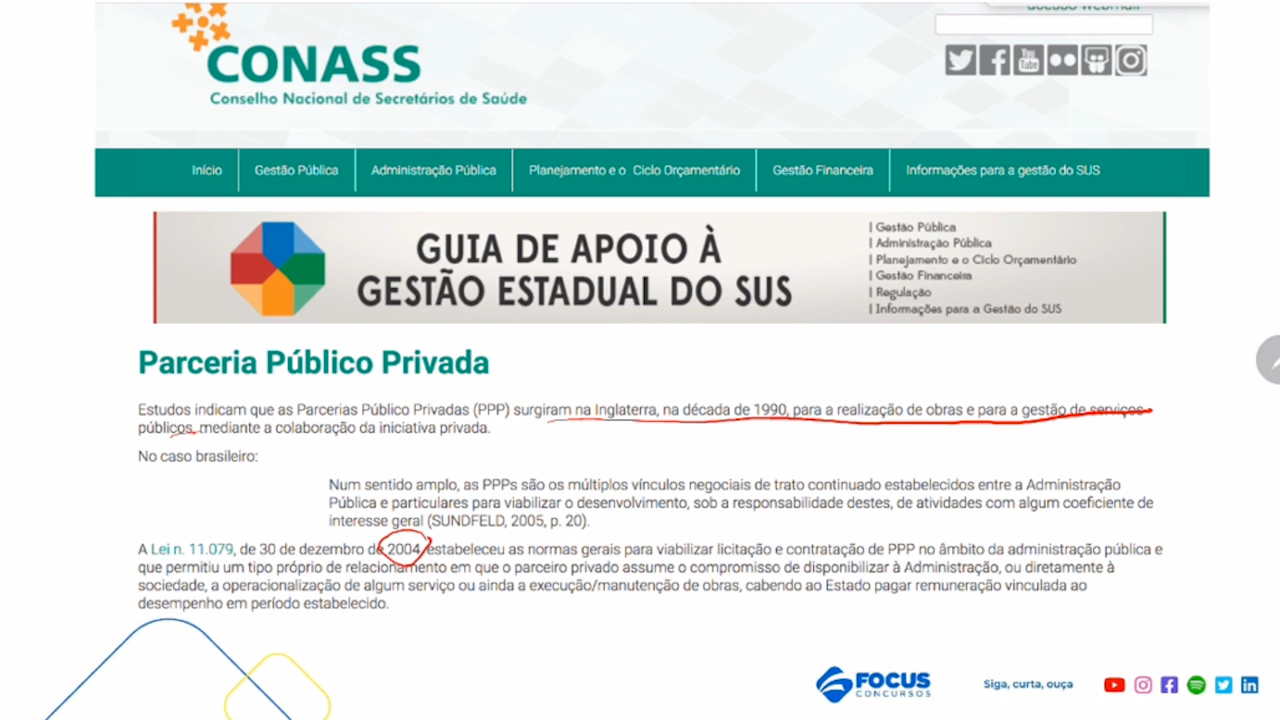 acesso webmail
CONASS
Conselho Nacional de Secretários de Saúde
You
Tube
Início
Gestão Pública
Administração Pública
Planejamento e o Ciclo Orçamentário
Gestão Financeira
Informações para a gestão do SUS
GUIA DE APOIO À
GESTÃO ESTADUAL DO SUS
| Gestão Pública
| Administração Pública
| Planejamento e o Ciclo Orçamentário
| Gestão Financeira
| Regulação
| Informações para a Gestão do SUS
Parceria Público Privada
Estudos indicam que as Parcerias Público Privadas (PPP) surgiram na Inglaterra, na década de 1990, para a realização de obras e para a gestão de serviços
públicos, mediante a colaboração da iniciativa privada.
No caso brasileiro:
Num sentido amplo, as PPPs são os múltiplos vínculos negociais de trato continuado estabelecidos entre a Administração
Pública e particulares para viabilizar o desenvolvimento, sob a responsabilidade destes, de atividades com algum coeficiente de
interesse geral (SUNDFELD, 2005, p. 20).
A Lei n. 11.079, de 30 de dezembro de 2004, estabeleceu as normas gerais para viabilizar licitação e contratação de PPP no âmbito da administração pública e
que permitiu um tipo próprio de relacionamento em que o parceiro privado assume o compromisso de disponibilizar à Administração, ou diretamente à
sociedade, a operacionalização de algum serviço ou ainda a execução/manutenção de obras, cabendo ao Estado pagar remuneração vinculada ao
desempenho em período estabelecido.
FOCUS
CONCURSOS
Siga, curta, ouça